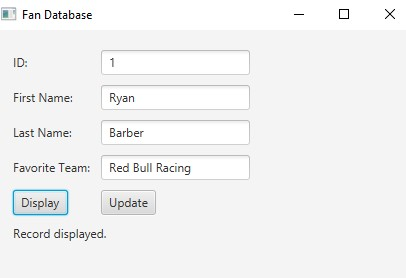 Fan Database
ID: 1
First Name: Ryan
Last Name: Barber
Favorite Team: Red Bull Racing
Display Update
Record displayed.